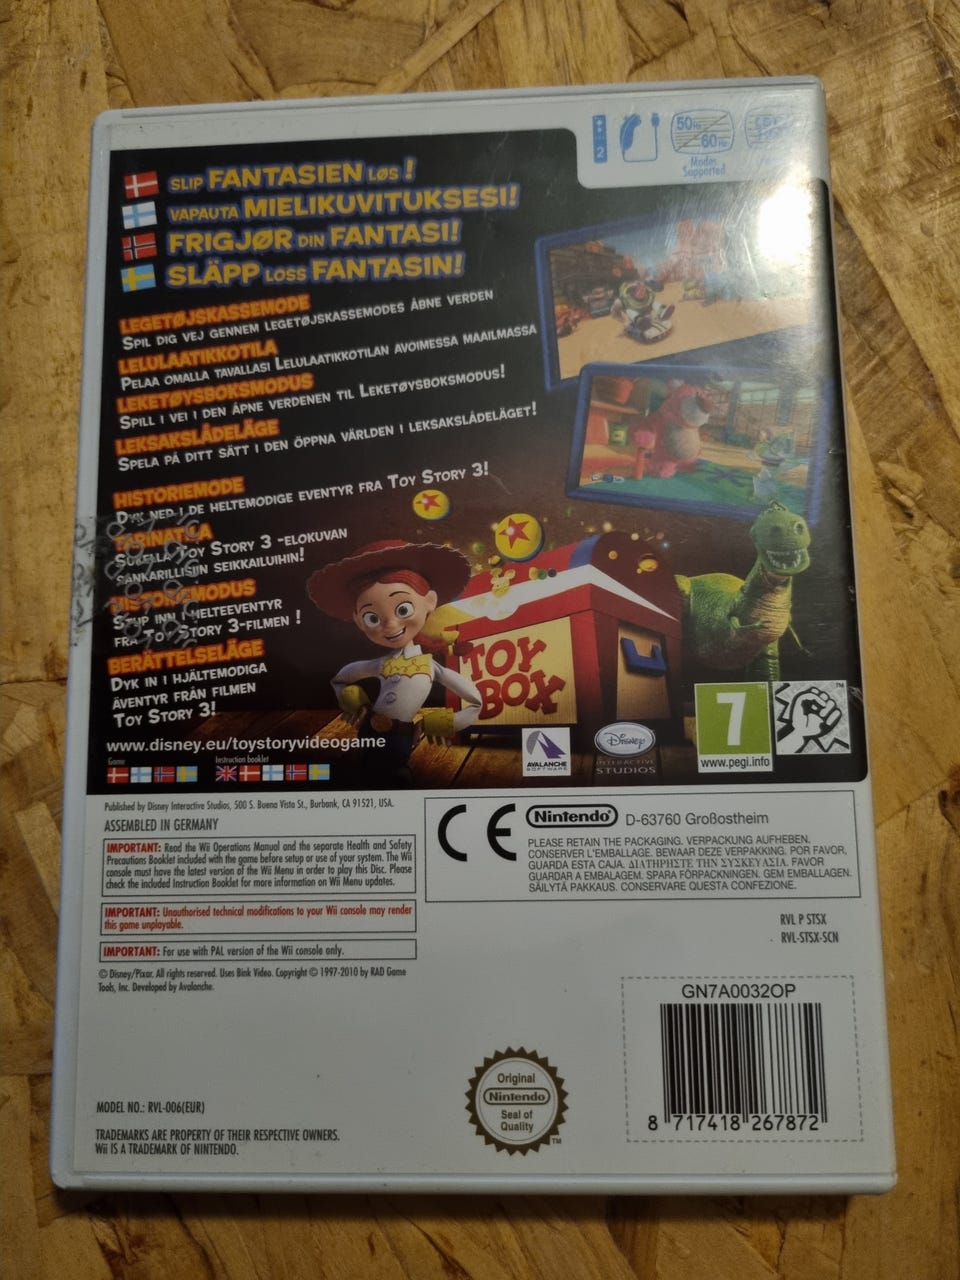 2
50Hz
60Hz
Modes
Supported
SLIP FANTASIEN LØS !
VAPAUTA MIELIKUVITUKSESI!
FRIGJØR DIN FANTASI!
SLÄPP LOSS FANTASIN!
LEGETØJSKASSEMODE
SPIL DIG VEJ GENNEM LEGETØJSKASSEMODES ÅBNE VERDEN
LELULAATIKKOTILA
PELAA OMALLA TAVALLASI LELULAATIKKOTILAN AVOIMESSA MAAILMASSA
LEKETØYSBOKSMODUS
SPILL I VEI I DEN ÅPNE VERDENEN TIL LEKETØYSBOKSMODUS!
LEKSAKSLÅDELÄGE
SPELA PÅ DITT SÄTT I DEN ÖPPNA VÄRLDEN I LEKSAKSLÅDELÄGET!
HISTORIEMODE
DYK NED I DE HELTEMODIGE EVENTYR FRA TOY STORY 3!
TARINATILA
TOY STORY 3 -ELOKUVAN
SANKARILLISIIN SEIKKAILUIHIN!
HISTORIEMODUS
STUP INN I HELTEEVENTYR
FRA TOY STORY 3-FILMEN !
BERÄTTELSELÄGE
DYK IN I HJÄLTEMODIGA
ÄVENTYR FRÅN FILMEN
TOY STORY 3!
TOY
BOX
www.disney.eu/toystoryvideogame
Game
Instruction booklet
AVALANCHE
SOFTWARE
Disney
INTERACTIVE
STUDIOS
7
www.pegi.info
TM
Published by Disney Interactive Studios, 500 S. Buena Vista St., Burbank, CA 91521, USA.
ASSEMBLED IN GERMANY
IMPORTANT: Read the Wii Operations Manual and the separate Health and Safety
Precautions Booklet included with the game before setup or use of your system. The Wii
console must have the latest version of the Wii Menu in order to play this Disc. Please
check the included Instruction Booklet for more information on Wii Menu updates.
IMPORTANT: Unauthorised technical modifications to your Wii console may render
this game unplayable.
IMPORTANT: For use with PAL version of the Wii console only.
© Disney/Pixar. All rights reserved. Uses Bink Video. Copyright © 1997-2010 by RAD Game
Tools, Inc. Developed by Avalanche.
CE
Nintendo® D-63760 Großostheim
PLEASE RETAIN THE PACKAGING. VERPACKUNG AUFHEBEN.
CONSERVER L'EMBALLAGE. BEWAAR DEZE VERPAKKING. POR FAVOR,
GUARDA ESTA CAJA. ΔΙΑΤΗΡΗΣΤΕ ΤΗΝ ΣΥΣΚΕΥΑΣΙΑ. FAVOR
GUARDAR A EMBALAGEM. SPARA FÖRPACKNINGEN. GEM EMBALLAGEN.
SÄILYTÄ PAKKAUS. CONSERVARE QUESTA CONFEZIONE.
RVL P STSX
RVL-STSX-SCN
GN7A0032OP
8 717418 267872
Original
Nintendo
Seal of
Quality
TM
MODEL NO.: RVL-006(EUR)
TRADEMARKS ARE PROPERTY OF THEIR RESPECTIVE OWNERS.
Wii IS A TRADEMARK OF NINTENDO.